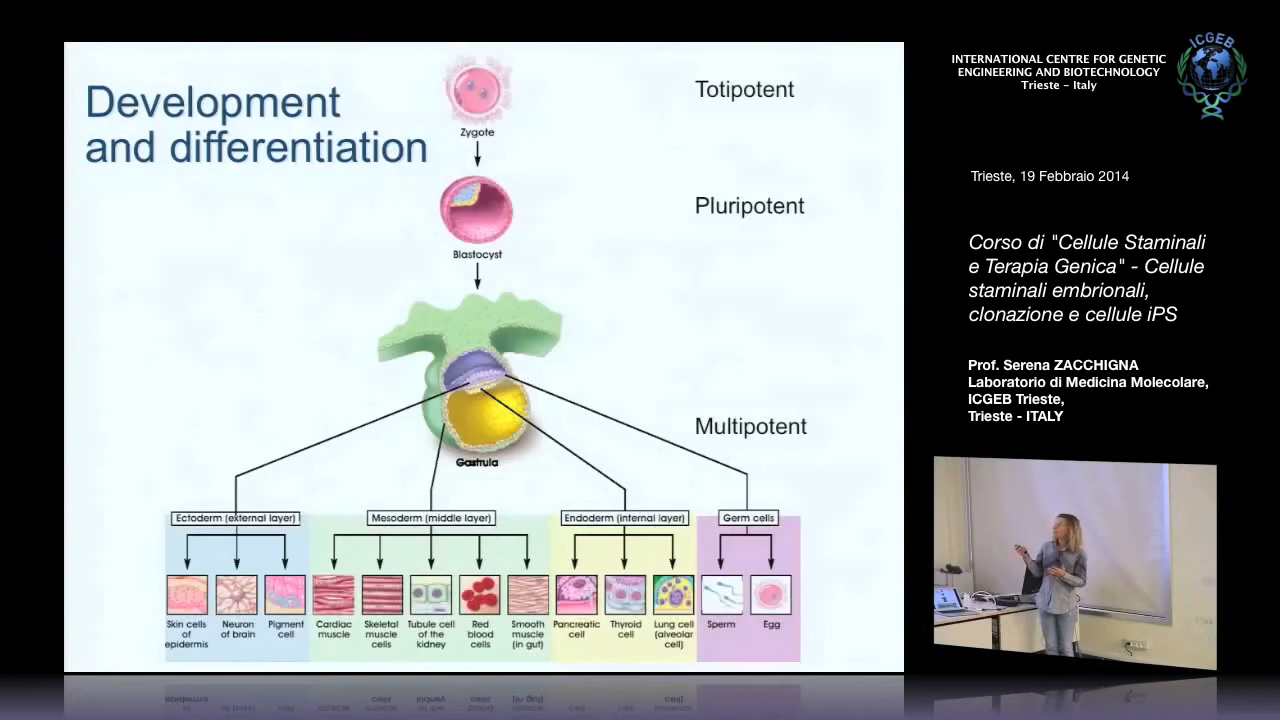 Development
and differentiation
Zygote
Totipotent
Blastocyst
Pluripotent
Gastrula
Multipotent
Ectoderm (external layer)
Mesoderm (middle layer)
Endoderm (internal layer)
Germ cells
Skin cells
of
epidermis
Neuron
of brain
Pigment
cell
Cardiac
muscle
Skeletal
muscle
cells
Tubule cell
of the
kidney
Red
blood
cells
Smooth
muscle
(in gut)
Pancreatic
cell
Thyroid
cell
Lung cell
(alveolar
cell)
Sperm
Egg
INTERNATIONAL CENTRE FOR GENETIC
ENGINEERING AND BIOTECHNOLOGY
Trieste - Italy
ICGEB
Trieste, 19 Febbraio 2014
Corso di "Cellule Staminali
e Terapia Genica" - Cellule
staminali embrionali,
clonazione e cellule iPS
Prof. Serena ZACCHIGNA
Laboratorio di Medicina Molecolare,
ICGEB Trieste,
Trieste - ITALY